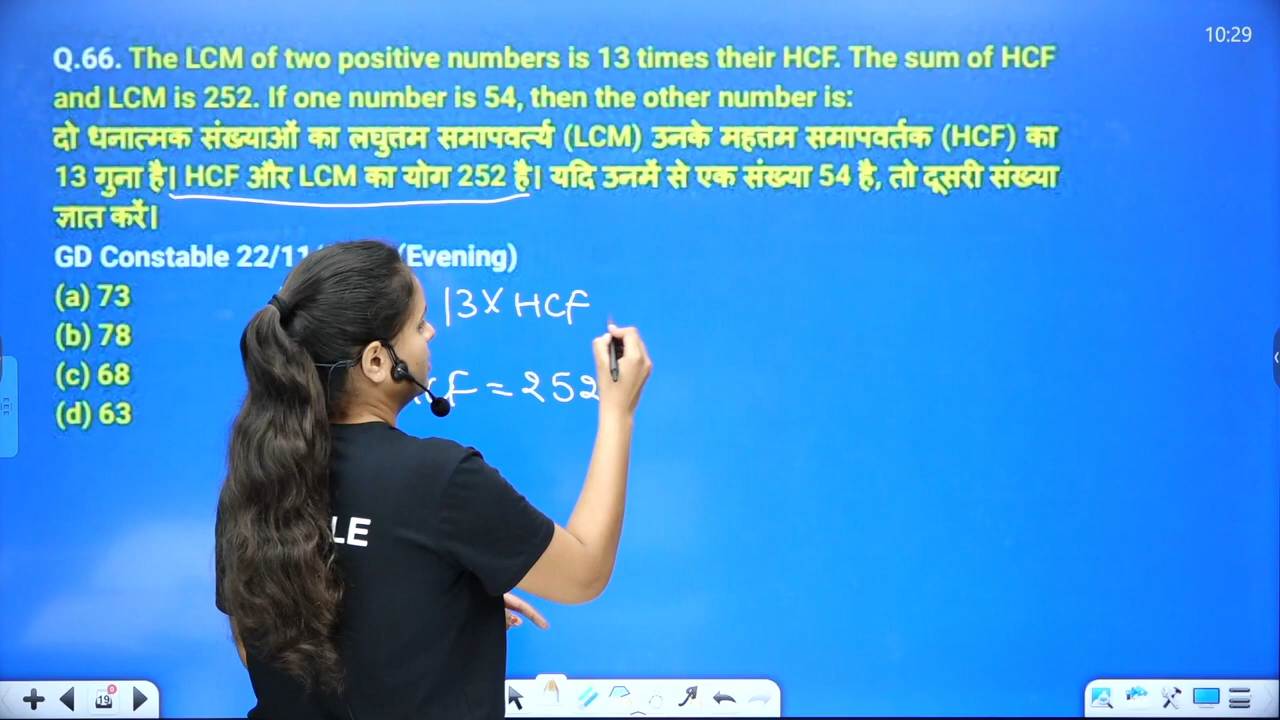 10:29
Q.66. The LCM of two positive numbers is 13 times their HCF. The sum of HCF
and LCM is 252. If one number is 54, then the other number is:
दो धनात्मक संख्याओं का लघुतम समापवर्त्य (LCM) उनके महत्तम समापवर्तक (HCF) का
13 गुना है। HCF और LCM का योग 252 है। यदि उनमें से एक संख्या 54 है, तो दूसरी संख्या
ज्ञात करें।
GD Constable 22/11/ (Evening)
(a) 73
13 X HCF
(b) 78
(c) 68
HCF = 252
(d) 63
LE
19